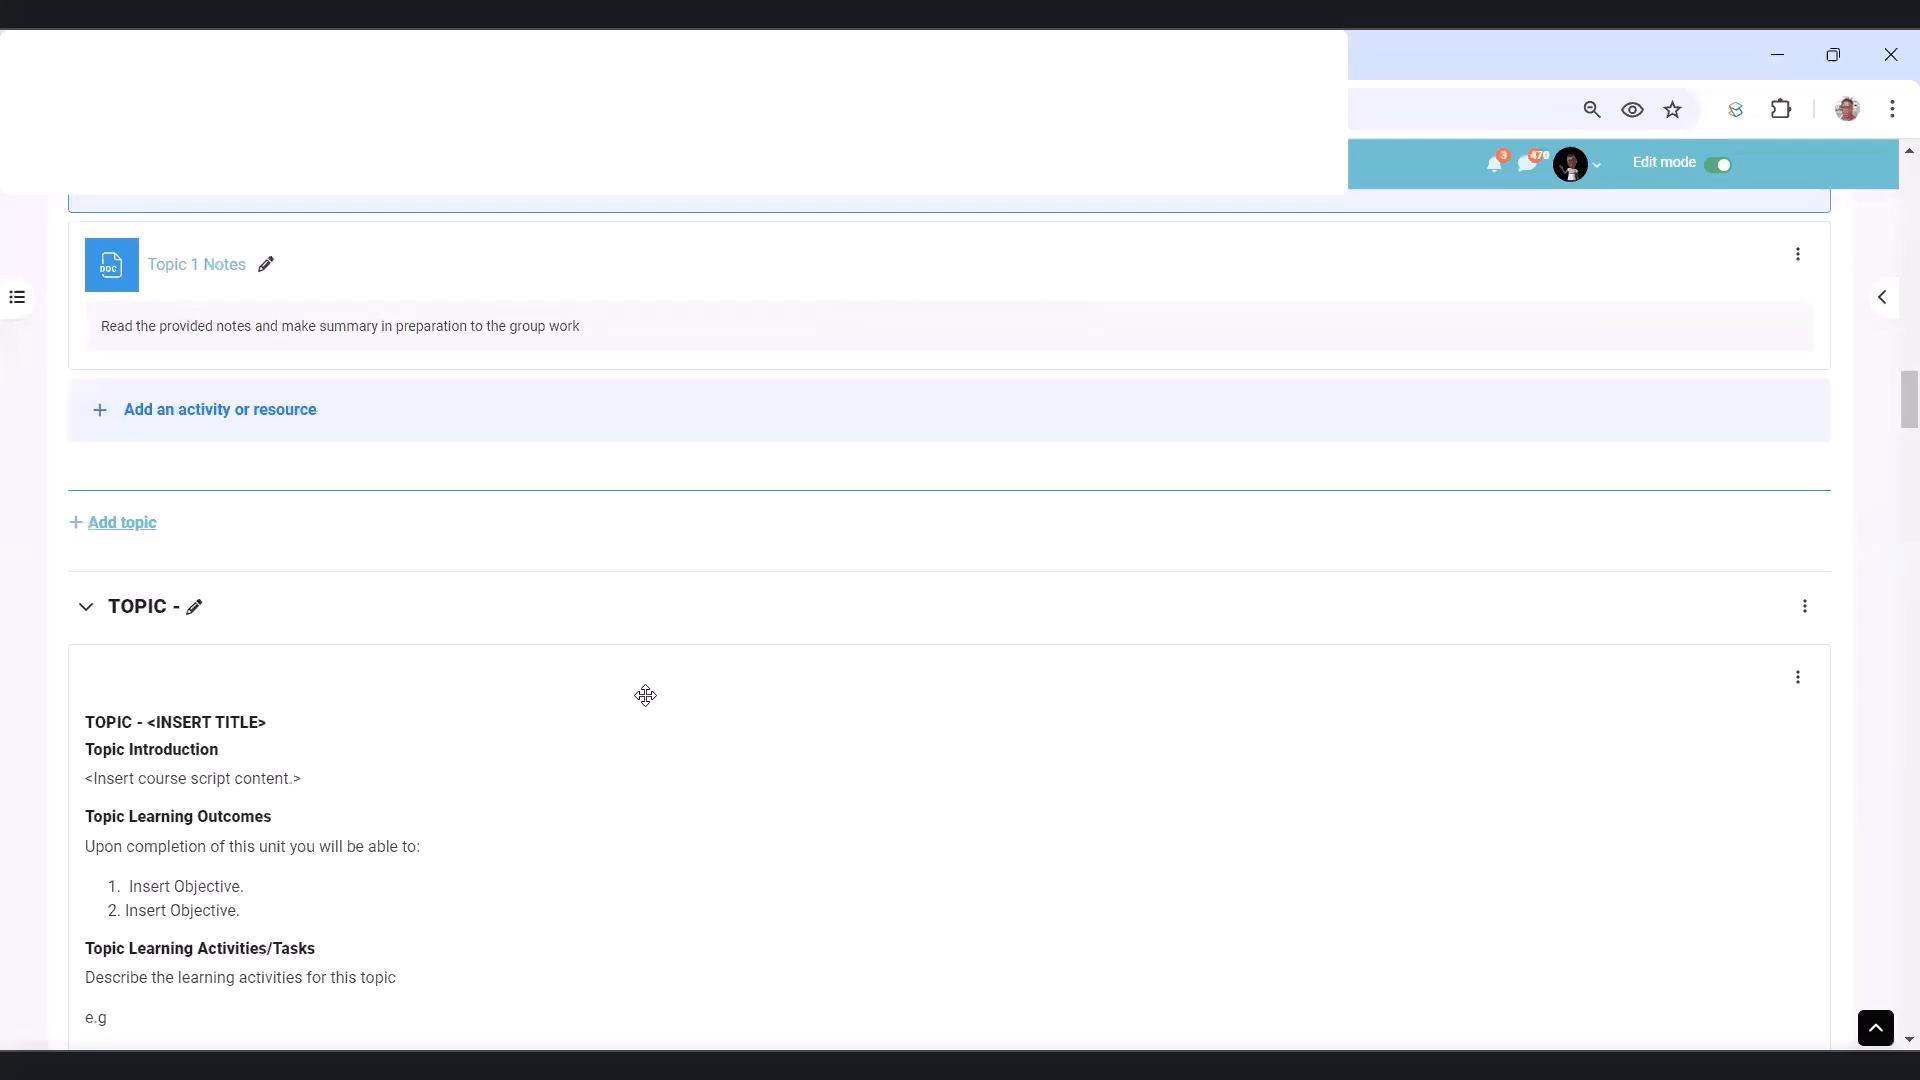 3
470
Edit mode
DOC
Topic 1 Notes
Read the provided notes and make summary in preparation to the group work
+ Add an activity or resource
+ Add topic
TOPIC -
TOPIC - <INSERT TITLE>
Topic Introduction
<Insert course script content.>
Topic Learning Outcomes
Upon completion of this unit you will be able to:
1. Insert Objective.
2. Insert Objective.
Topic Learning Activities/Tasks
Describe the learning activities for this topic
e.g